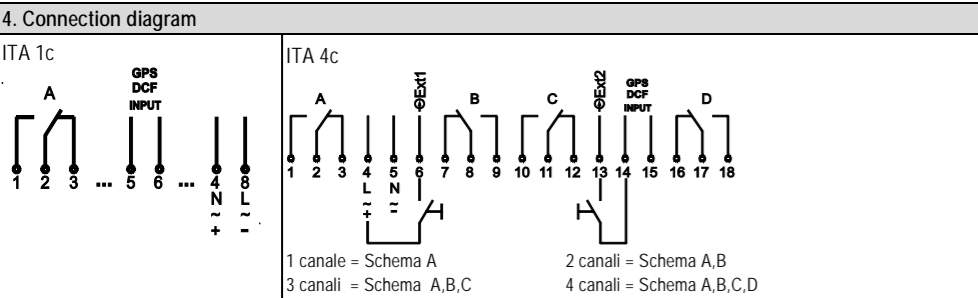 4. Connection diagram
ITA 1c
A
GPS
DCF
INPUT
1 2 3 ... 5 6 ... 4 8
N L
~ ~
+ -
ITA 4c
A
Ext1
B
C
Ext2
GPS
DCF
INPUT
D
1 2 3 4 5 6 7 8 9 10 11 12 13 14 15 16 17 18
L N
~ ~
+ -
1 canale = Schema A
2 canali = Schema A,B
3 canali = Schema A,B,C
4 canali = Schema A,B,C,D